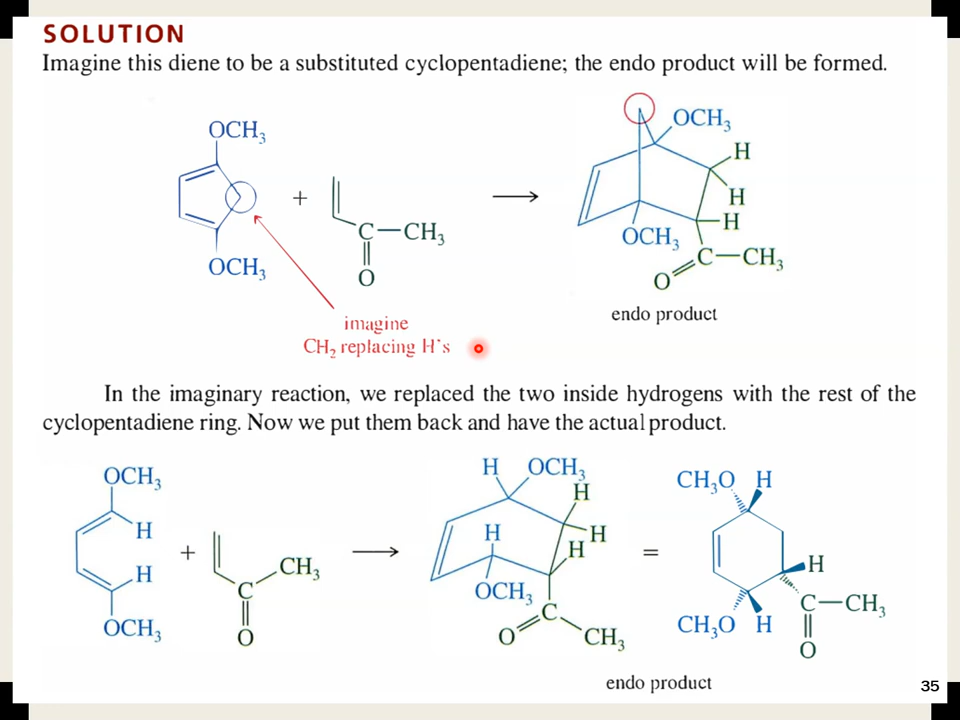 SOLUTION
Imagine this diene to be a substituted cyclopentadiene; the endo product will be formed.
OCH₃
OCH₃
+
C—CH₃
O
OCH₃
H
H
H
OCH₃
C—CH₃
O
endo product
imagine
CH₂ replacing H's
In the imaginary reaction, we replaced the two inside hydrogens with the rest of the
cyclopentadiene ring. Now we put them back and have the actual product.
OCH₃
H
H
OCH₃
+
CH₃
C
O
H OCH₃
H
H
H
H
OCH₃
C
O
CH₃
=
CH₃O H
H
CH₃O H
C—CH₃
O
endo product
35